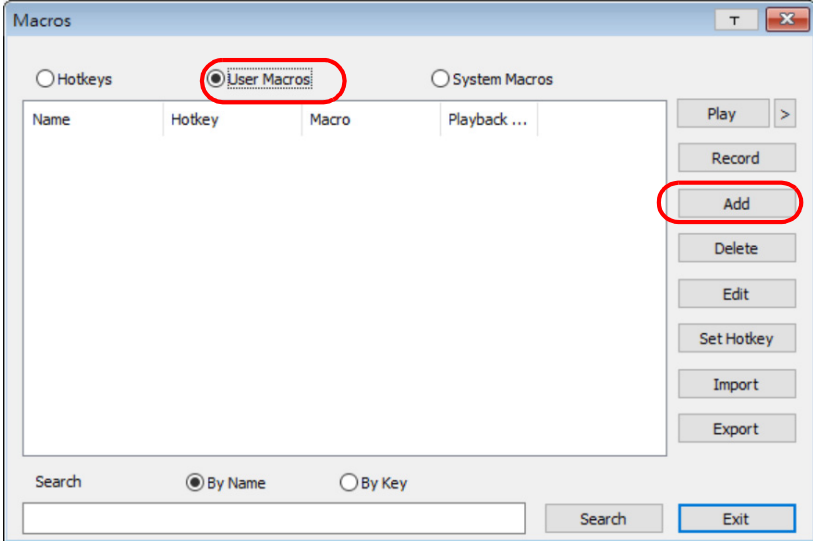 Macros
T
Hotkeys User Macros System Macros
Name Hotkey Macro Playback ...
Play >
Record
Add
Delete
Edit
Set Hotkey
Import
Export
Search By Name By Key
Search Exit